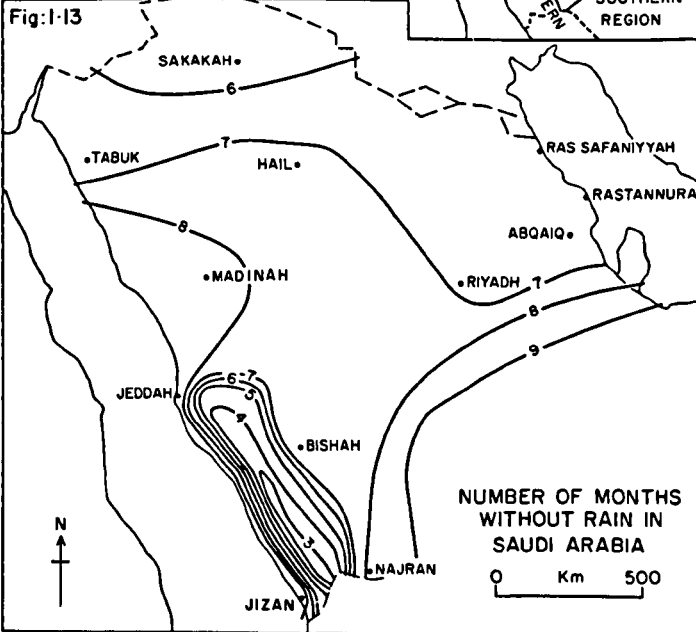 Fig:1·13
SOUTHERN
REGION
ERN
SAKAKAH
6
TABUK
7
HAIL
RAS SAFANIYYAH
RASTANNURA
8
ABQAIQ
MADINAH
RIYADH
7
8
9
JEDDAH
6-7
5
4
BISHAH
3
NUMBER OF MONTHS
WITHOUT RAIN IN
SAUDI ARABIA
N
NAJRAN
0 Km 500
JIZAN